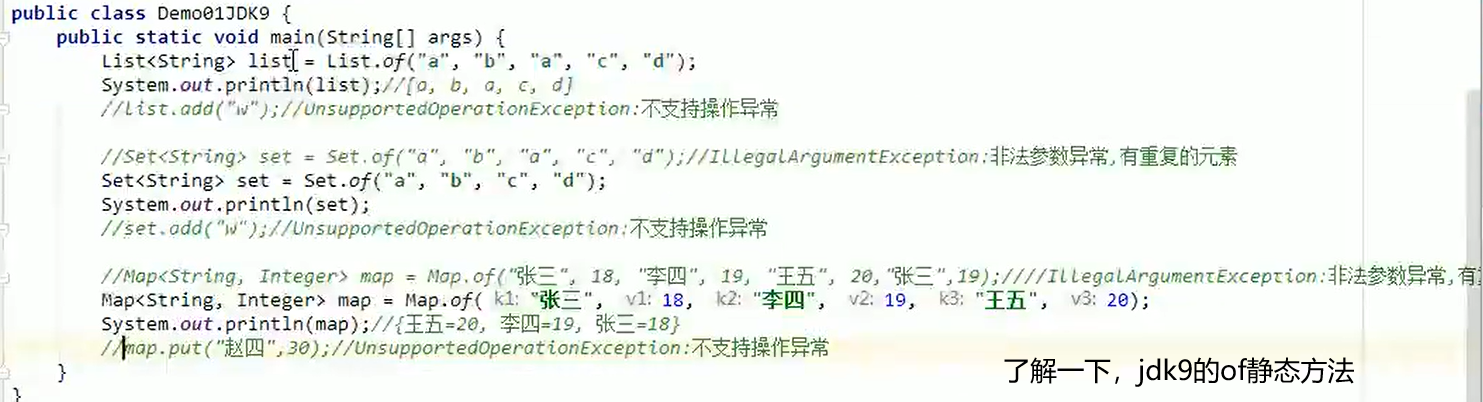 public class Demo01JDK9 {
public static void main(String[] args) {
List<String> list = List.of("a", "b", "a", "c", "d");
System.out.println(list);//[a, b, a, c, d]
//list.add("w");//UnsupportedOperationException:不支持操作异常
//Set<String> set = Set.of("a", "b", "a", "c", "d");//IllegalArgumentException:非法参数异常,有重复的元素
Set<String> set = Set.of("a", "b", "c", "d");
System.out.println(set);
//set.add("w");//UnsupportedOperationException:不支持操作异常
//Map<String, Integer> map = Map.of("张三", 18, "李四", 19, "王五", 20,"张三",19);////IllegalArgumentException:非法参数异常,有
Map<String, Integer> map = Map.of( k1: "张三", v1: 18, k2: "李四", v2: 19, k3: "王五", v3: 20);
System.out.println(map);//{王五=20, 李四=19, 张三=18}
//map.put("赵四",30);//UnsupportedOperationException:不支持操作异常
}
}
了解一下，jdk9的of静态方法